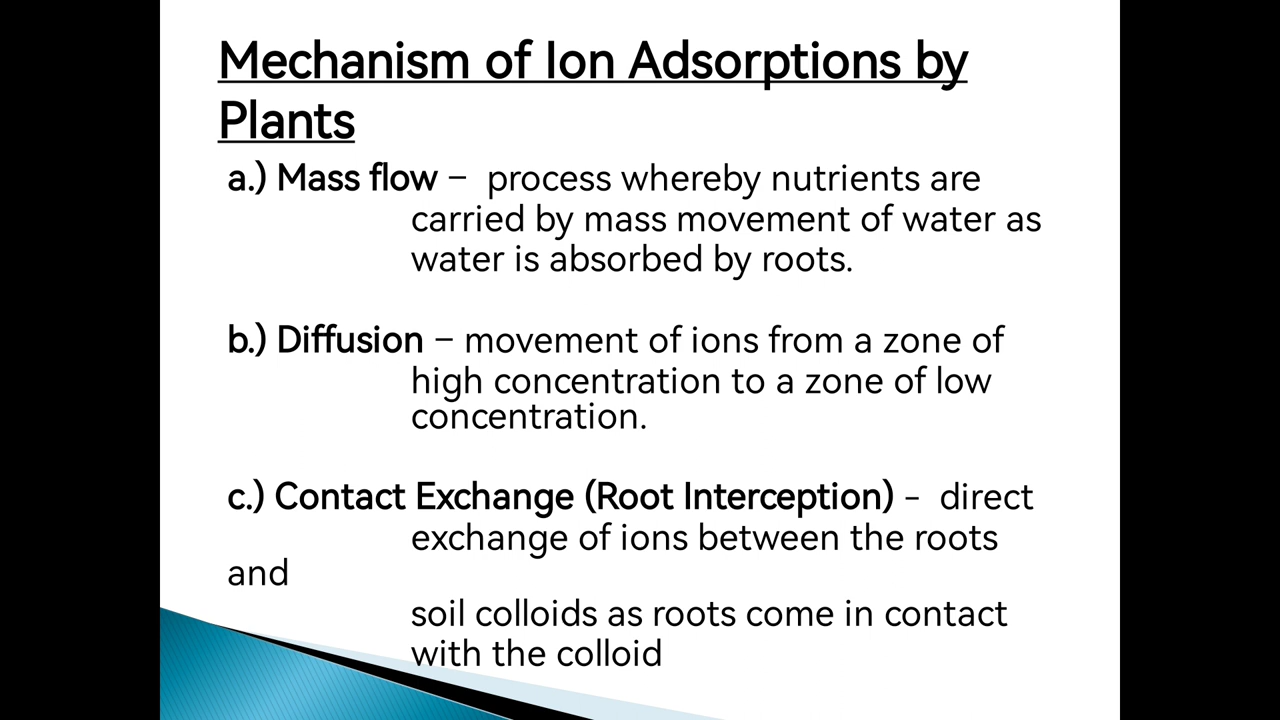 Mechanism of Ion Adsorptions by
Plants
a.) Mass flow – process whereby nutrients are
carried by mass movement of water as
water is absorbed by roots.
b.) Diffusion – movement of ions from a zone of
high concentration to a zone of low
concentration.
c.) Contact Exchange (Root Interception) – direct
exchange of ions between the roots
and
soil colloids as roots come in contact
with the colloid